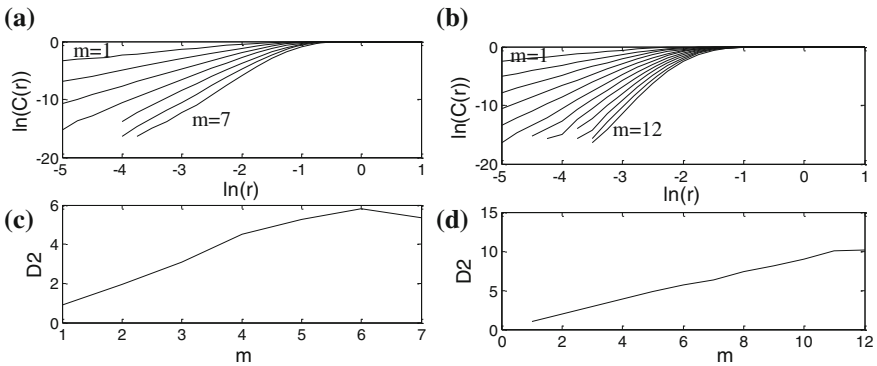 (a)
ln(C(r))
0
-10
-20
m=1
m=7
-5 -4 -3 -2 -1 0 1
ln(r)
(b)
ln(C(r))
0
-5
-10
-15
-20
m=1
m=12
-5 -4 -3 -2 -1 0 1
ln(r)
(c)
D2
6
4
2
0
1 2 3 4 5 6 7
m
(d)
D2
15
10
5
0
0 2 4 6 8 10 12
m